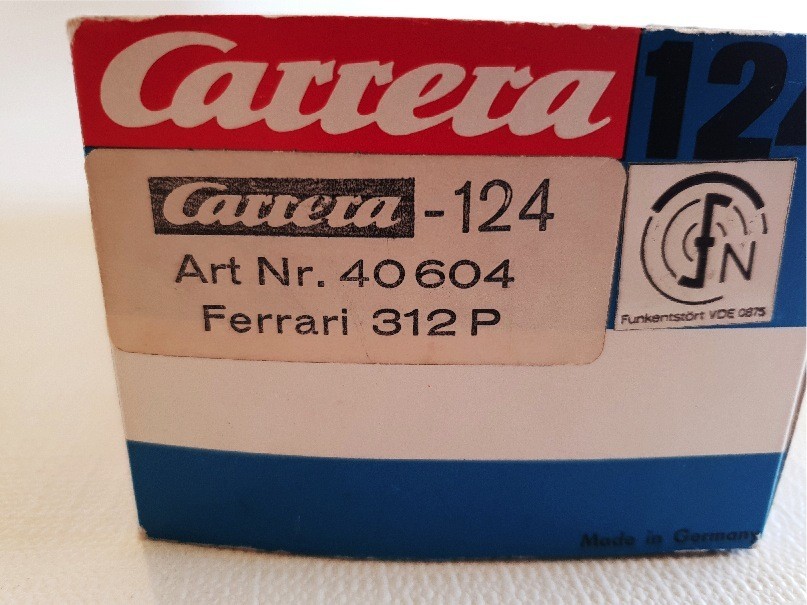 Carrera 124
Carrera -124
Art Nr. 40604
Ferrari 312 P
FN
Funkentstört VDE 0875
Made in Germany